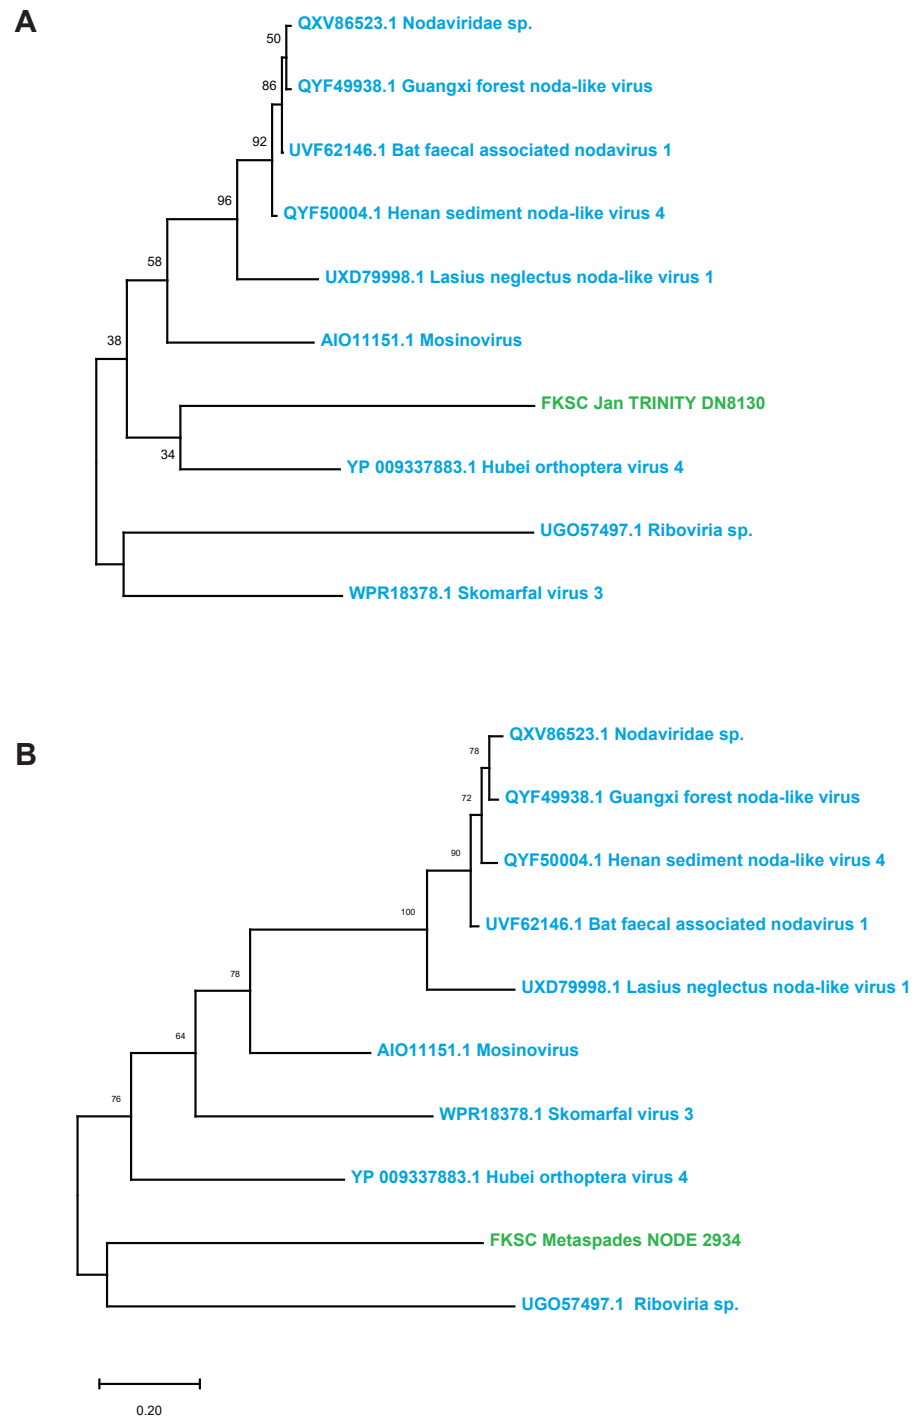 A
QXV86523.1 Nodaviridae sp.
50
QYF49938.1 Guangxi forest noda-like virus
86
UVF62146.1 Bat faecal associated nodavirus 1
92
QYF50004.1 Henan sediment noda-like virus 4
96
UXD79998.1 Lasius neglectus noda-like virus 1
58
AIO11151.1 Mosinovirus
38
FKSC Jan TRINITY DN8130
34
YP 009337883.1 Hubei orthoptera virus 4
UGO57497.1 Riboviria sp.
WPR18378.1 Skomarfal virus 3
B
QXV86523.1 Nodaviridae sp.
78
QYF49938.1 Guangxi forest noda-like virus
72
QYF50004.1 Henan sediment noda-like virus 4
90
UVF62146.1 Bat faecal associated nodavirus 1
100
UXD79998.1 Lasius neglectus noda-like virus 1
78
AIO11151.1 Mosinovirus
64
WPR18378.1 Skomarfal virus 3
76
YP 009337883.1 Hubei orthoptera virus 4
FKSC Metaspades NODE 2934
UGO57497.1 Riboviria sp.
0.20